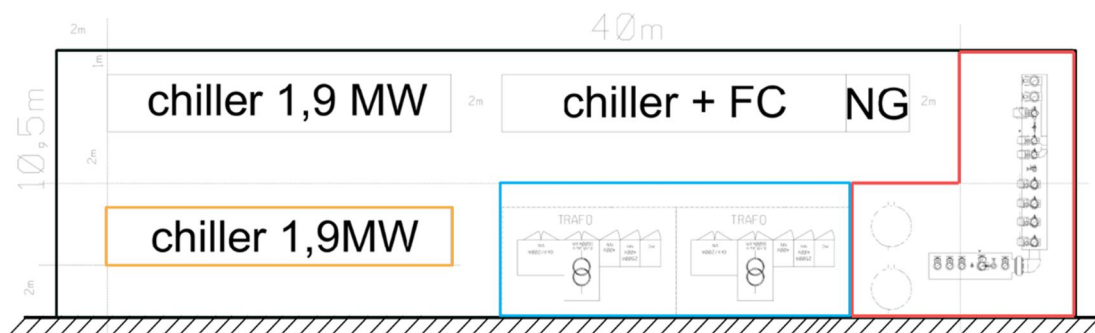 2m
40m
1m
chiller 1,9 MW
2m
chiller + FC
NG
2m
10,5m
2m
chiller 1,9MW
TRAFO
TRAFO
2m